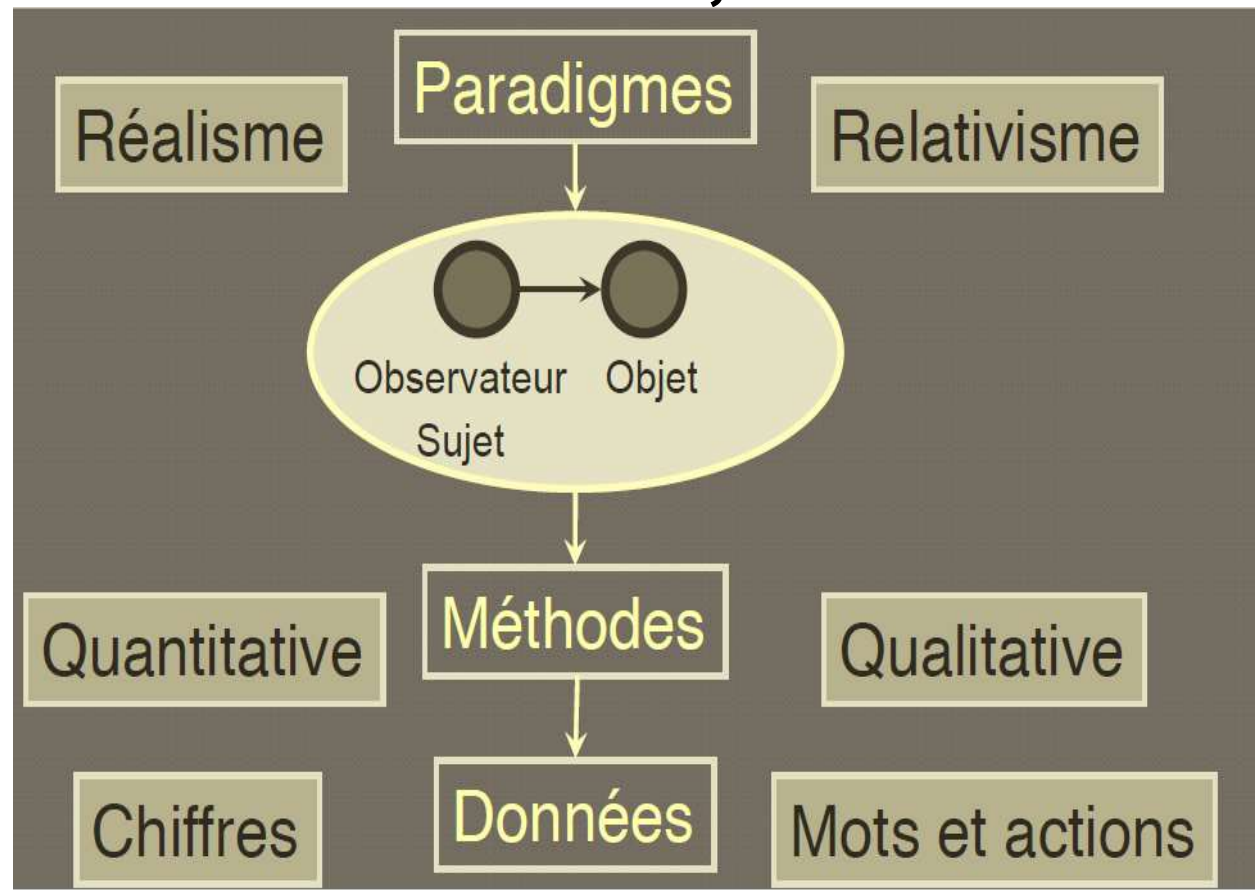 Paradigmes
Réalisme
Relativisme
Observateur
Objet
Sujet
Méthodes
Quantitative
Qualitative
Données
Chiffres
Mots et actions